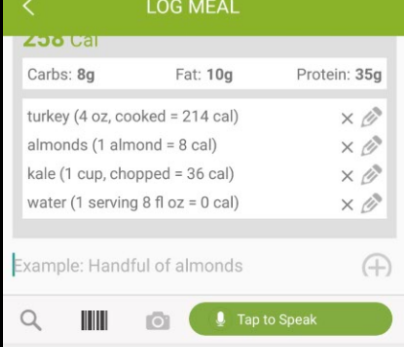 LOG MEAL
258 Cal
Carbs: 8g Fat: 10g Protein: 35g
turkey (4 oz, cooked = 214 cal)
almonds (1 almond = 8 cal)
kale (1 cup, chopped = 36 cal)
water (1 serving 8 fl oz = 0 cal)
Example: Handful of almonds
Tap to Speak